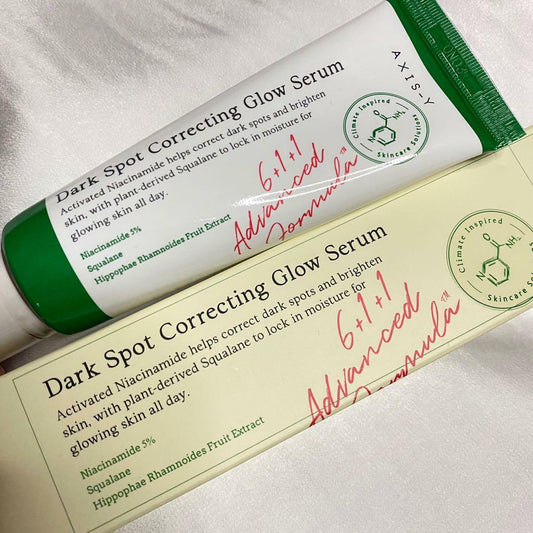 AXIS-Y
Dark Spot Correcting Glow Serum
Activated Niacinamide helps correct dark spots and brighten
skin, with plant-derived Squalane to lock in moisture for
glowing skin all day.
Niacinamide 5%
Squalane
Hippophae Rhamnoides Fruit Extract
6+1+1
Advanced
Formula™
Climate Inspired
Skincare Solutions
NH₂
N
Dark Spot Correcting Glow Serum
Activated Niacinamide helps correct dark spots and brighten
skin, with plant-derived Squalane to lock in moisture for
glowing skin all day.
Niacinamide 5%
Squalane
Hippophae Rhamnoides Fruit Extract
6+1+1
Advanced
Formula™
Climate Inspired
Skincare
O
NH₂
N